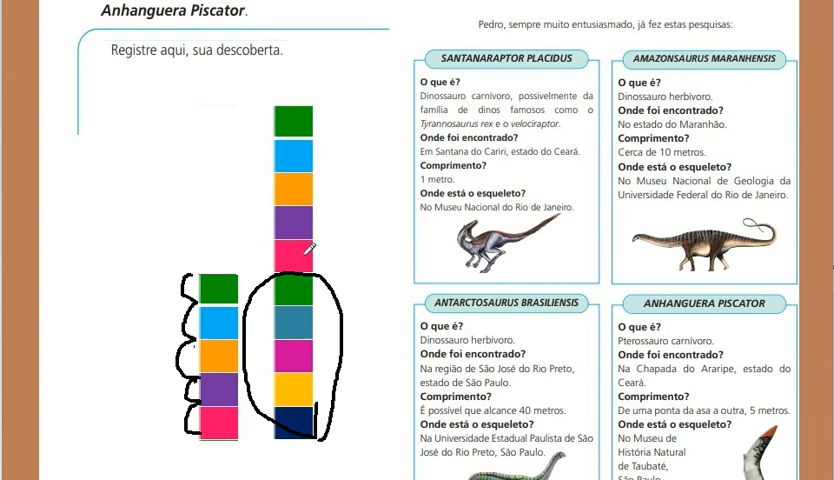 Anhanguera Piscator.
Registre aqui, sua descoberta.
Pedro, sempre muito entusiasmado, já fez estas pesquisas:
SANTANARAPTOR PLACIDUS
O que é?
Dinossauro carnívoro, possivelmente da
família de dinos famosos como o
Tyrannosaurus rex e o velociraptor.
Onde foi encontrado?
Em Santana do Cariri, estado do Ceará.
Comprimento?
1 metro.
Onde está o esqueleto?
No Museu Nacional do Rio de Janeiro.
AMAZONSAURUS MARANHENSIS
O que é?
Dinossauro herbívoro.
Onde foi encontrado?
No estado do Maranhão.
Comprimento?
Cerca de 10 metros.
Onde está o esqueleto?
No Museu Nacional de Geologia da
Universidade Federal do Rio de Janeiro.
ANTARCTOSAURUS BRASILIENSIS
O que é?
Dinossauro herbívoro.
Onde foi encontrado?
Na região de São José do Rio Preto,
estado de São Paulo.
Comprimento?
É possível que alcance 40 metros.
Onde está o esqueleto?
Na Universidade Estadual Paulista de São
José do Rio Preto, São Paulo.
ANHANGUERA PISCATOR
O que é?
Pterossauro carnívoro.
Onde foi encontrado?
Na Chapada do Araripe, estado do
Ceará.
Comprimento?
De uma ponta da asa a outra, 5 metros.
Onde está o esqueleto?
No Museu de
História Natural
de Taubaté,
São Paulo.